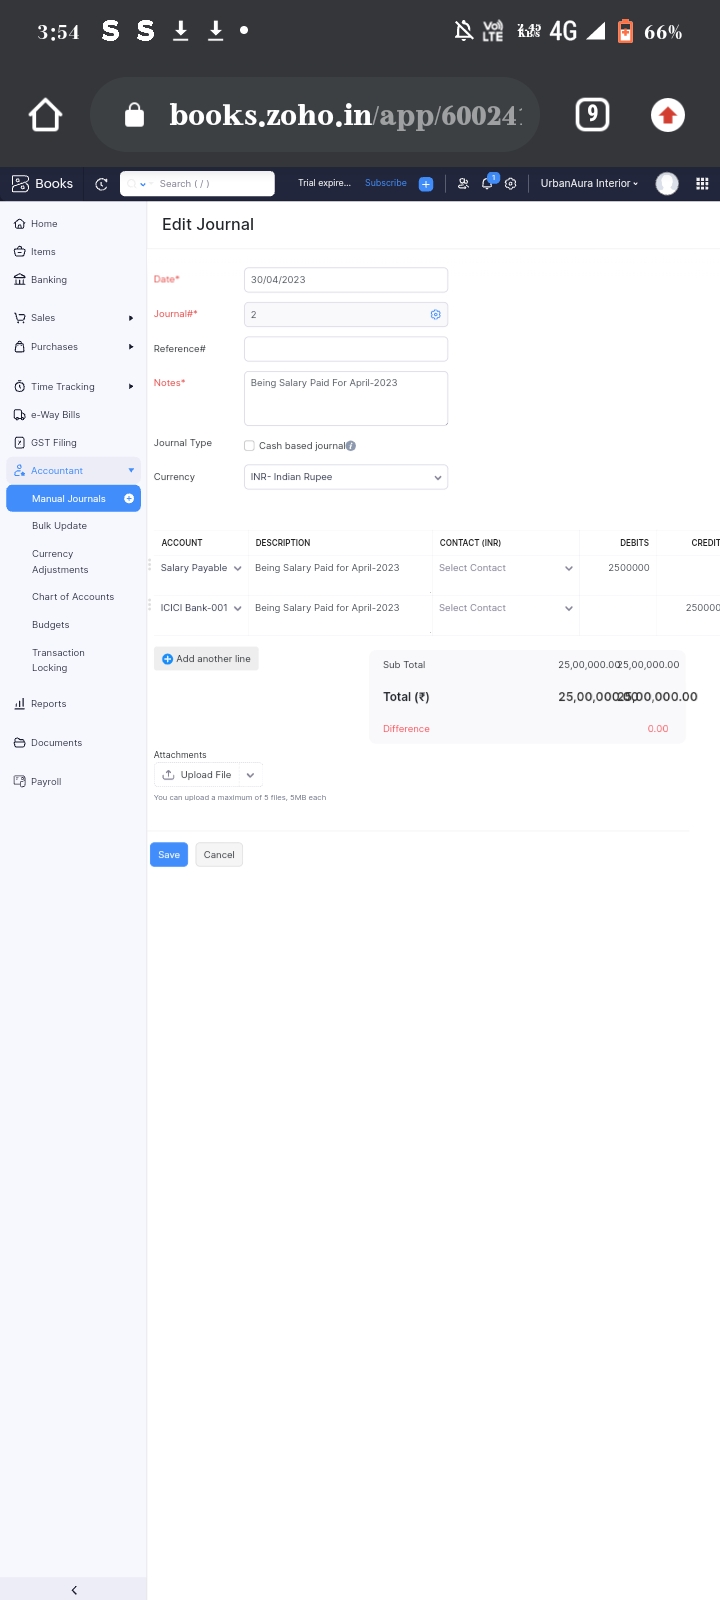 3:54 S S
Vol) LTE 2.45 KB/s 4G 66%
books.zoho.in/app/60024
9
Books
Search ( / )
Trial expire...
Subscribe
1
UrbanAura Interior
Home
Items
Banking
Sales
Purchases
Time Tracking
e-Way Bills
GST Filing
Accountant
Manual Journals
Bulk Update
Currency
Adjustments
Chart of Accounts
Budgets
Transaction
Locking
Reports
Documents
Payroll
Edit Journal
Date* 30/04/2023
Journal#* 2
Reference#
Notes* Being Salary Paid For April-2023
Journal Type Cash based journal
Currency INR- Indian Rupee
ACCOUNT DESCRIPTION CONTACT (INR) DEBITS CREDIT
Salary Payable Being Salary Paid for April-2023 Select Contact 2500000
ICICI Bank-001 Being Salary Paid for April-2023 Select Contact 250000
Add another line
Sub Total 25,00,000.00 25,00,000.00
Total (₹) 25,00,000.00 25,00,000.00
Difference 0.00
Attachments
Upload File
You can upload a maximum of 5 files, 5MB each
Save Cancel